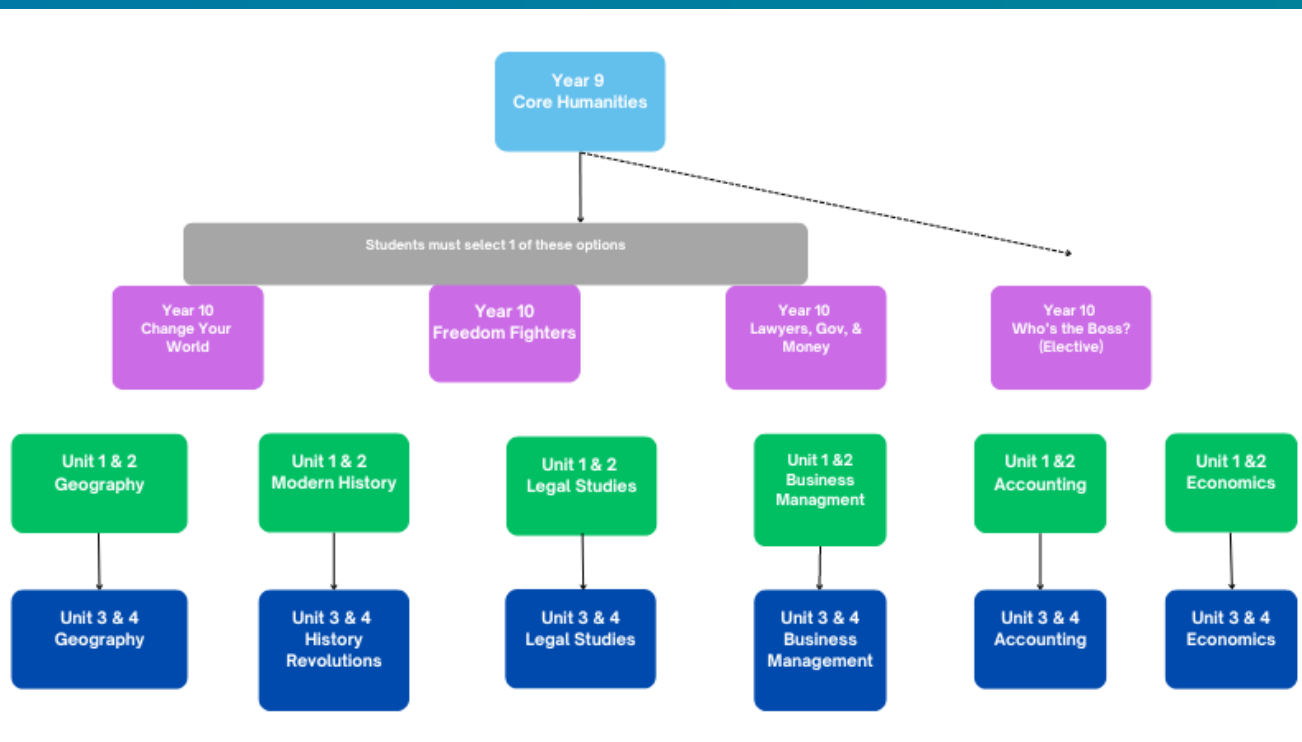 Year 9
Core Humanities
Students must select 1 of these options
Year 10
Change Your
World
Year 10
Freedom Fighters
Year 10
Lawyers, Gov, &
Money
Year 10
Who's the Boss?
(Elective)
Unit 1 & 2
Geography
Unit 1 & 2
Modern History
Unit 1 & 2
Legal Studies
Unit 1 &2
Business
Managment
Unit 1 &2
Accounting
Unit 1 &2
Economics
Unit 3 & 4
Geography
Unit 3 & 4
History
Revolutions
Unit 3 & 4
Legal Studies
Unit 3 & 4
Business
Management
Unit 3 & 4
Accounting
Unit 3 & 4
Economics